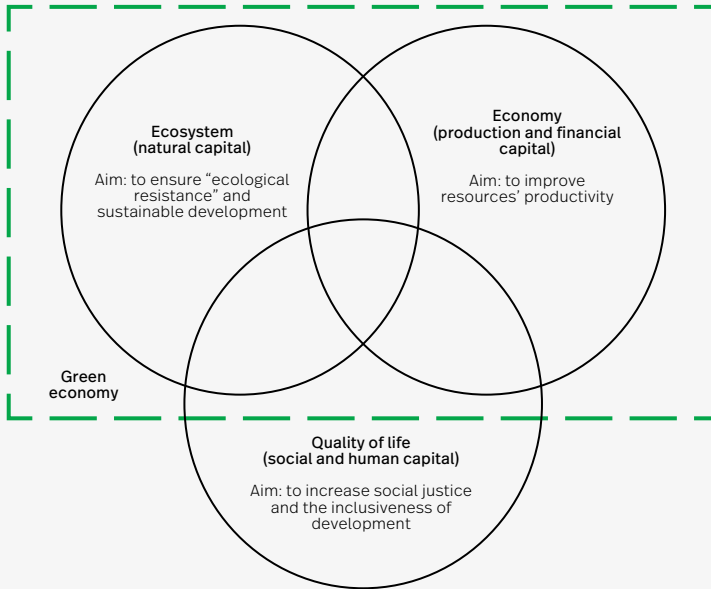 Ecosystem
(natural capital)
Aim: to ensure “ecological
resistance” and
sustainable development
Economy
(production and financial
capital)
Aim: to improve
resources’ productivity
Green
economy
Quality of life
(social and human capital)
Aim: to increase social justice
and the inclusiveness of
development